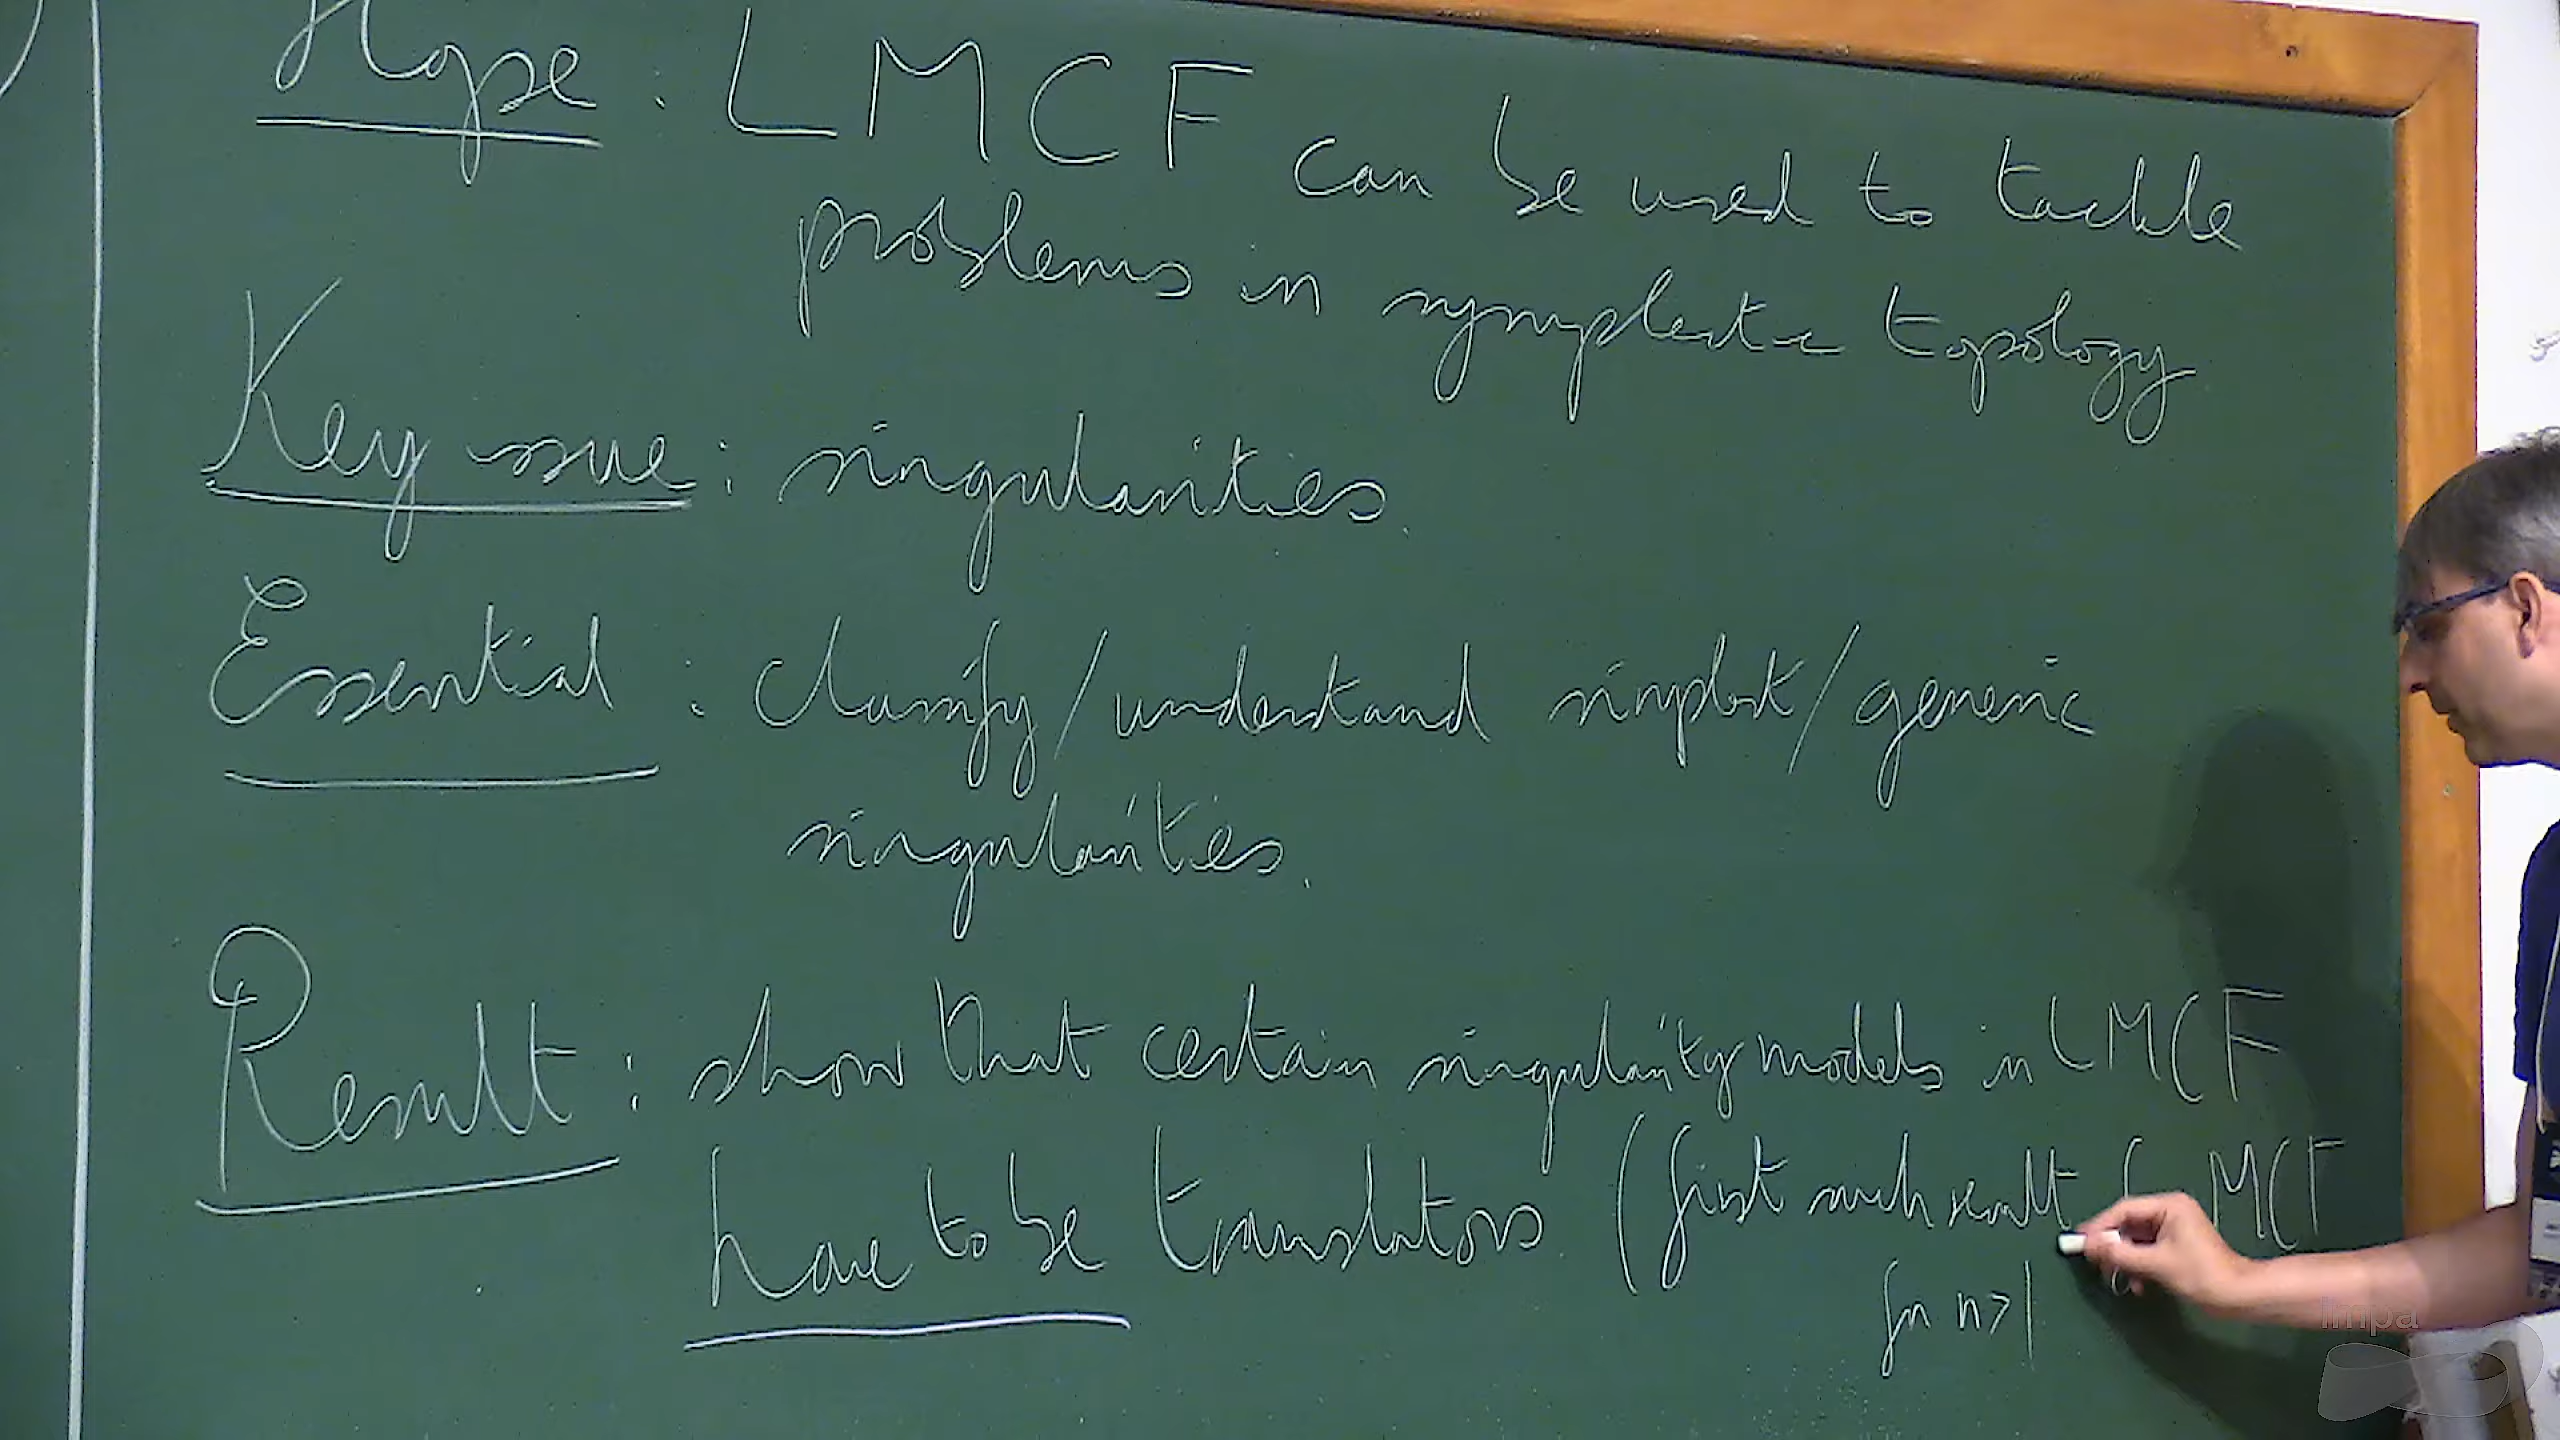 Hope : LMCF can be used to tackle
problems in symplectic topology
Key issue : singularities.
Essential : classify/understand simplest/generic
singularities.
Result : show that certain singularity models in LMCF
have to be translators. (first such result MCF
for n>1
impa